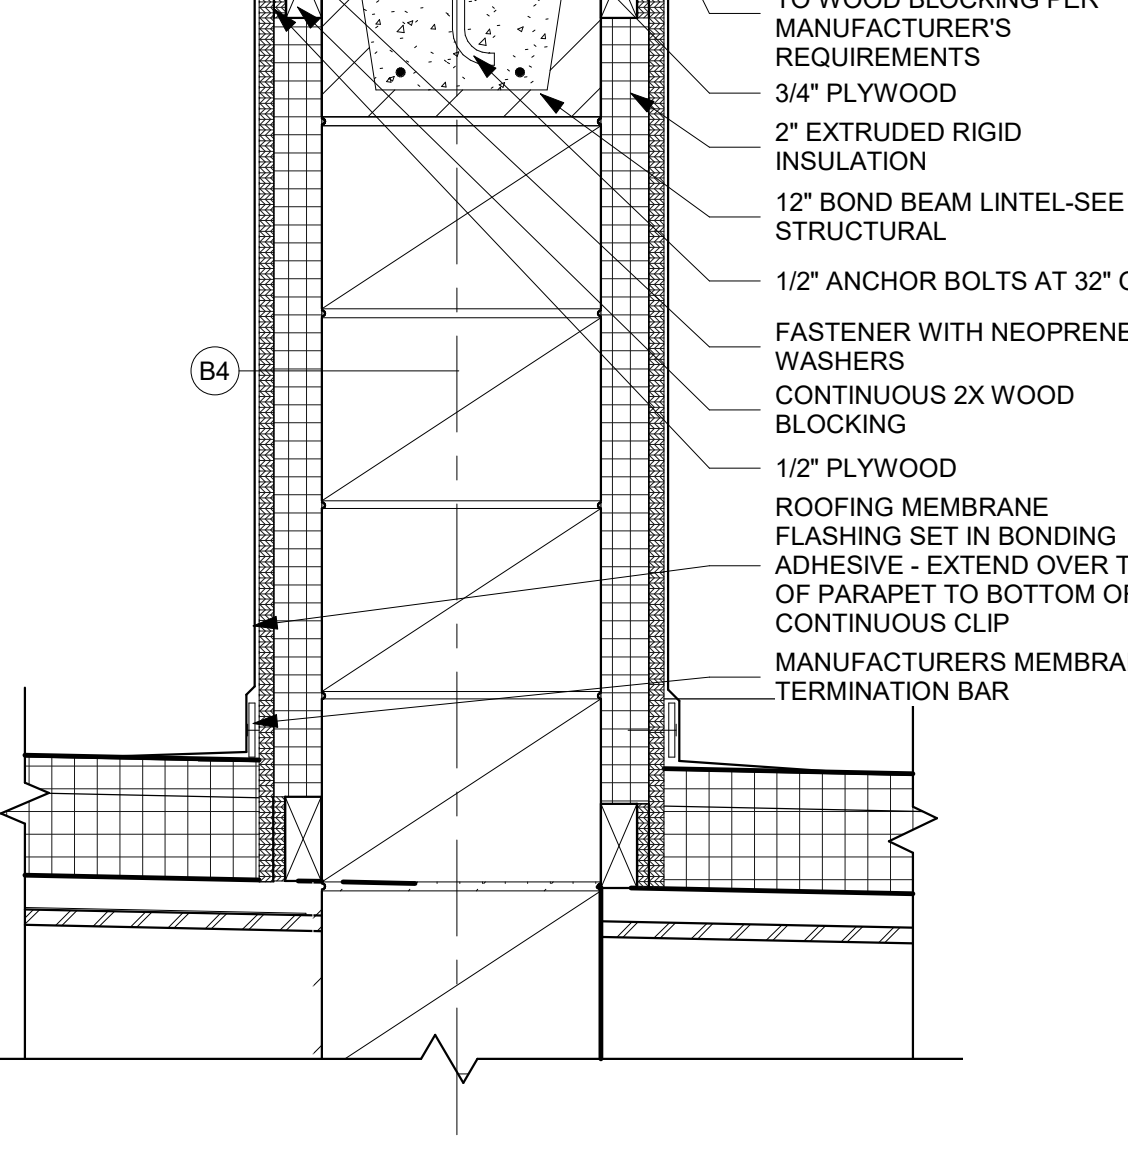 TO WOOD BLOCKING PER
MANUFACTURER'S
REQUIREMENTS
3/4" PLYWOOD
2" EXTRUDED RIGID
INSULATION
12" BOND BEAM LINTEL-SEE
STRUCTURAL
1/2" ANCHOR BOLTS AT 32"
FASTENER WITH NEOPRENE
WASHERS
B4
CONTINUOUS 2X WOOD
BLOCKING
1/2" PLYWOOD
ROOFING MEMBRANE
FLASHING SET IN BONDING
ADHESIVE - EXTEND OVER
OF PARAPET TO BOTTOM
CONTINUOUS CLIP
MANUFACTURERS
TERMINATION BAR